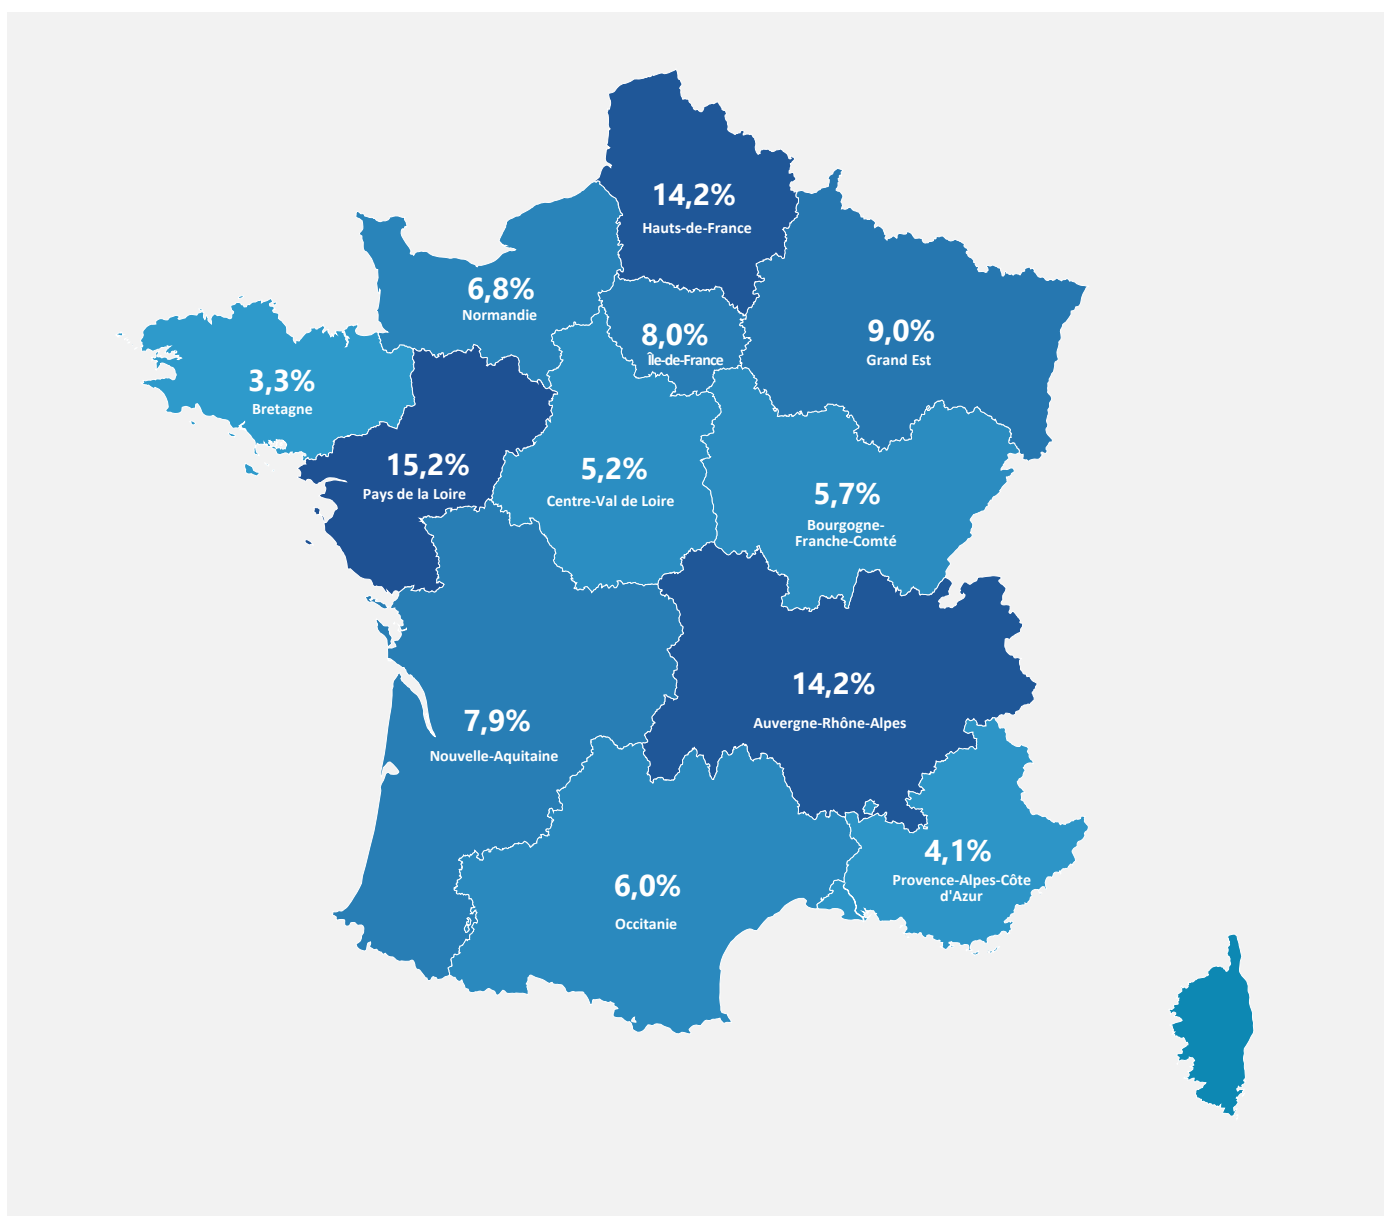 14,2%
Hauts-de-France
6,8%
Normandie
8,0%
Île-de-France
9,0%
Grand Est
3,3%
Bretagne
15,2%
Pays de la Loire
5,2%
Centre-Val de Loire
5,7%
Bourgogne-
Franche-Comté
14,2%
Auvergne-Rhône-Alpes
7,9%
Nouvelle-Aquitaine
4,1%
Provence-Alpes-Côte
d'Azur
6,0%
Occitanie